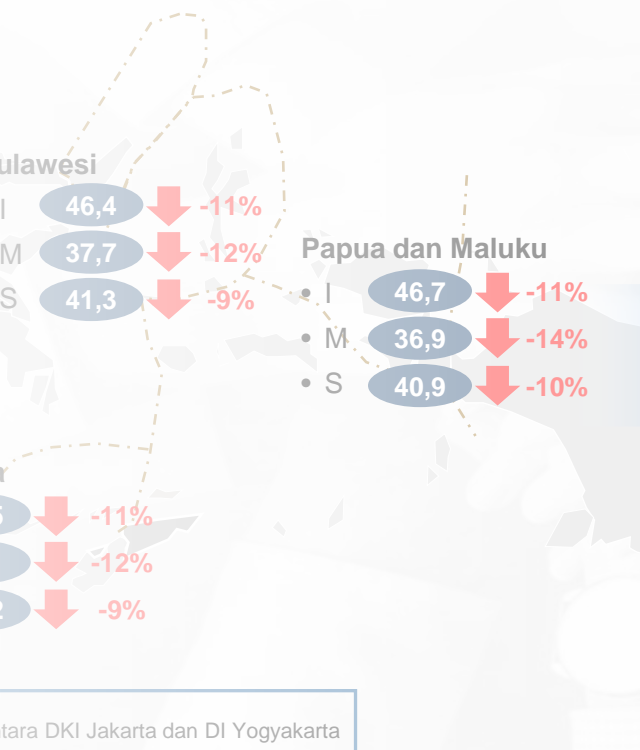 ulawesi
I 46,4 -11%
M 37,7 -12%
S 41,3 -9%
Papua dan Maluku
• I 46,7 -11%
• M 36,9 -14%
• S 40,9 -10%
a
-11%
-12%
2 -9%
tara DKI Jakarta dan DI Yogyakarta